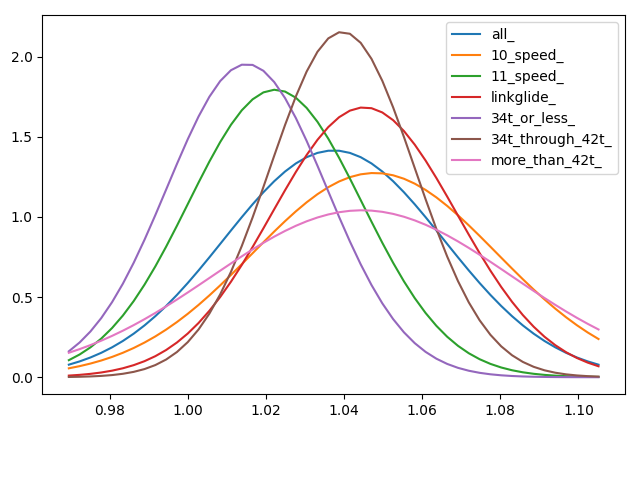 2.0
1.5
1.0
0.5
0.0
0.98
1.00
1.02
1.04
1.06
1.08
1.10
all_
10_speed_
11_speed_
linkglide_
34t_or_less_
34t_through_42t_
more_than_42t_